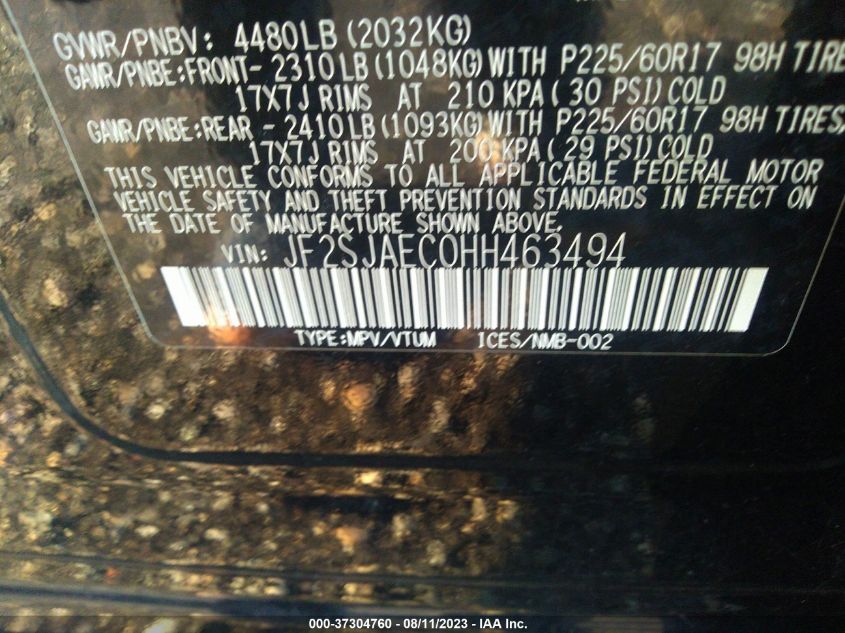 GVWR/PNBV: 4480LB (2032KG)
GAWR/PNBE:FRONT- 2310LB (1048KG) WITH P225/60R17 98H TIRE
17X7J RIMS AT 210 KPA ( 30 PSI) COLD
GAWR/PNBE:REAR - 2410LB (1093KG) WITH P225/60R17 98H TIRES,
17X7J RIMS AT 200 KPA ( 29 PSI) COLD
THIS VEHICLE CONFORMS TO ALL APPLICABLE FEDERAL MOTOR
VEHICLE SAFETY AND THEFT PREVENTION STANDARDS IN EFFECT ON
THE DATE OF MANUFACTURE SHOWN ABOVE.
VIN: JF2SJAEC0HH463494
TYPE:MPV/VTUM ICES/NMB-002
000-37304760 - 08/11/2023 - IAA Inc.